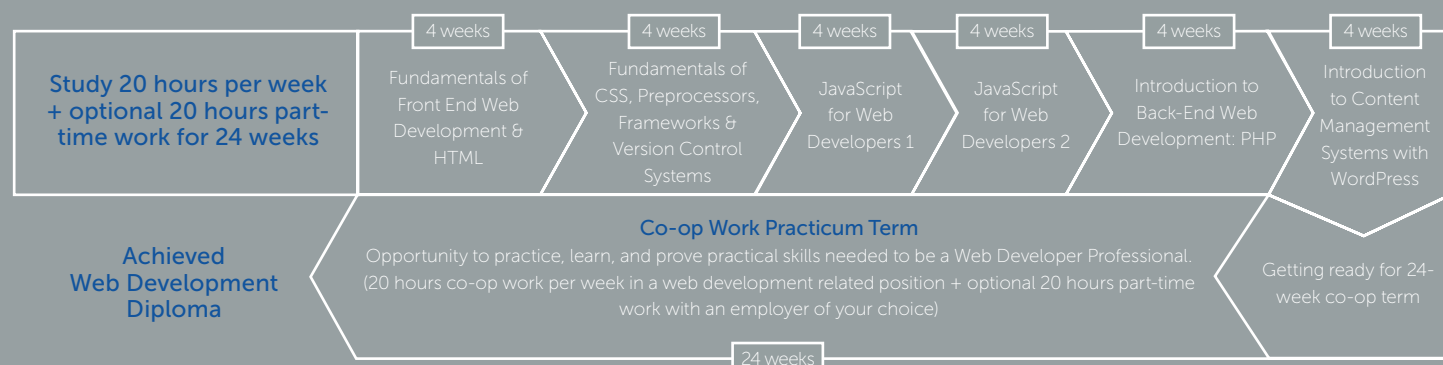 Study 20 hours per week
+ optional 20 hours part-
time work for 24 weeks
4 weeks
Fundamentals of
Front End Web
Development &
HTML
4 weeks
Fundamentals of
CSS, Preprocessors,
Frameworks &
Version Control
Systems
4 weeks
JavaScript
for Web
Developers 1
4 weeks
JavaScript
for Web
Developers 2
4 weeks
Introduction to
Back-End Web
Development: PHP
4 weeks
Introduction
to Content
Management
Systems with
WordPress
Getting ready for 24-
week co-op term
Co-op Work Practicum Term
Opportunity to practice, learn, and prove practical skills needed to be a Web Developer Professional.
(20 hours co-op work per week in a web development related position + optional 20 hours part-time
work with an employer of your choice)
24 weeks
Achieved
Web Development
Diploma